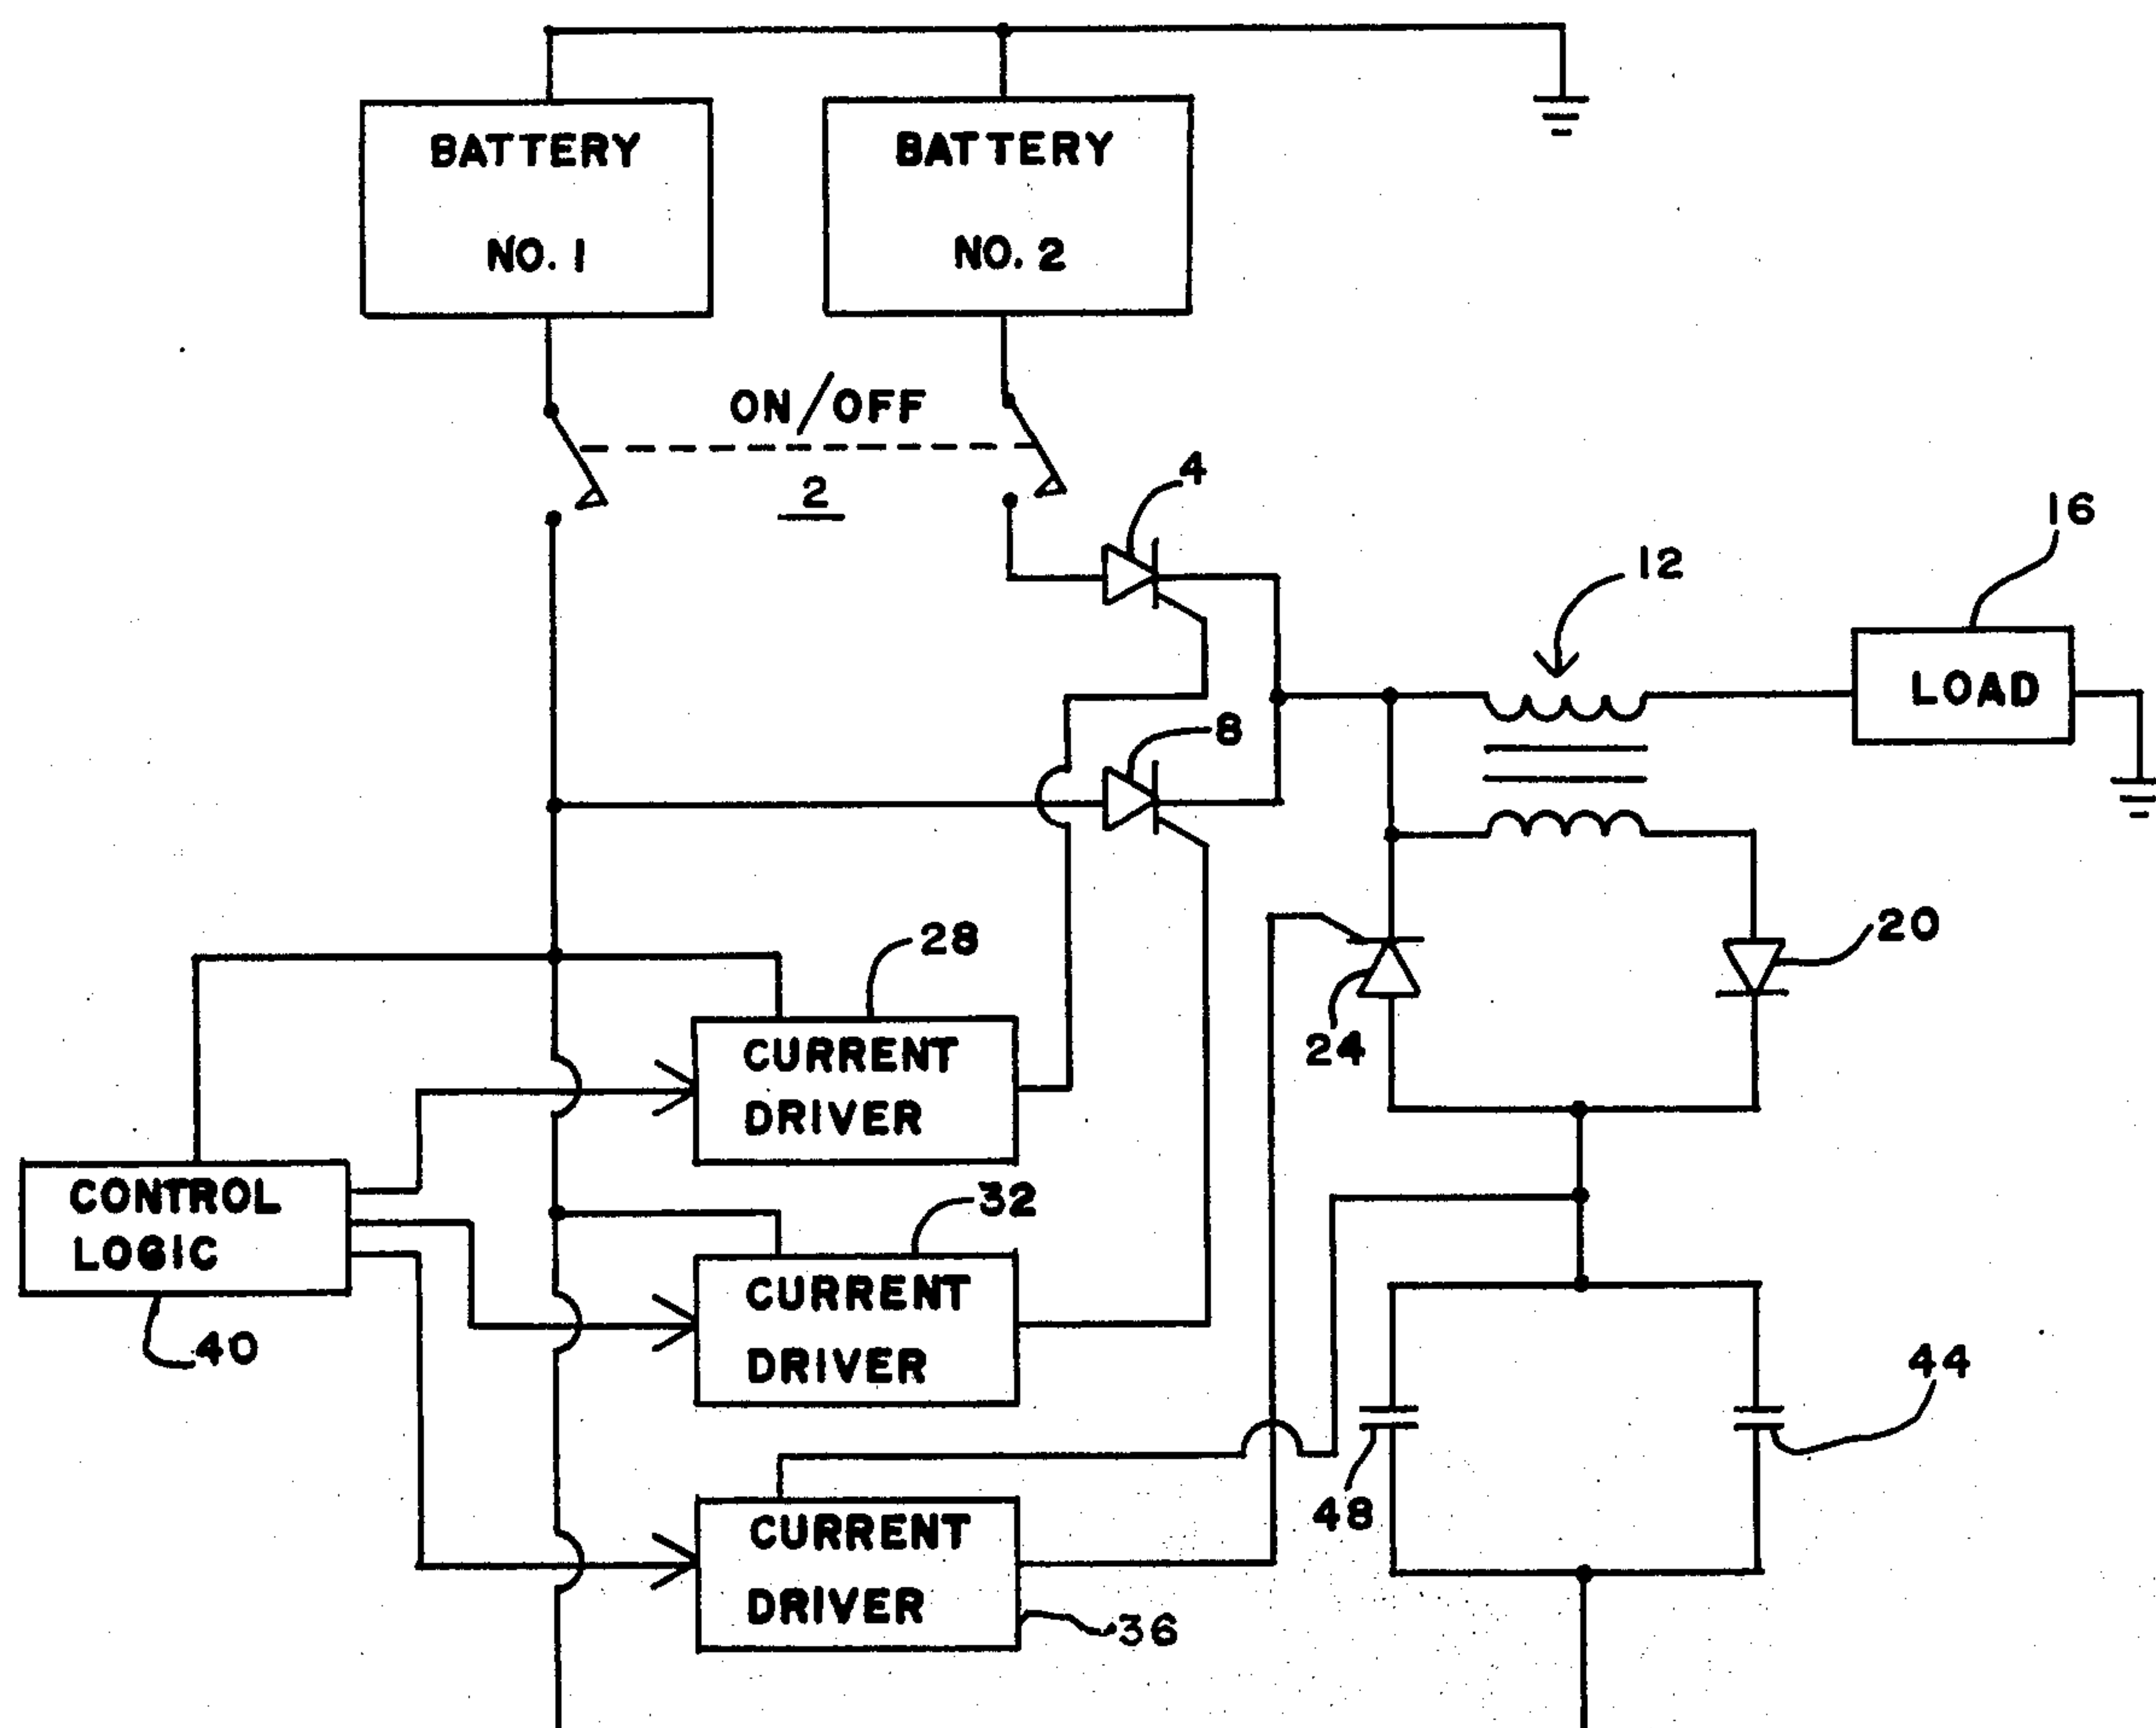 BATTERY
NO. 1
BATTERY
NO. 2
ON/OFF
2
4
16
12
LOAD
8
28
20
CURRENT
DRIVER
24
CONTROL
LOGIC
32
CURRENT
DRIVER
40
44
48
CURRENT
DRIVER
36